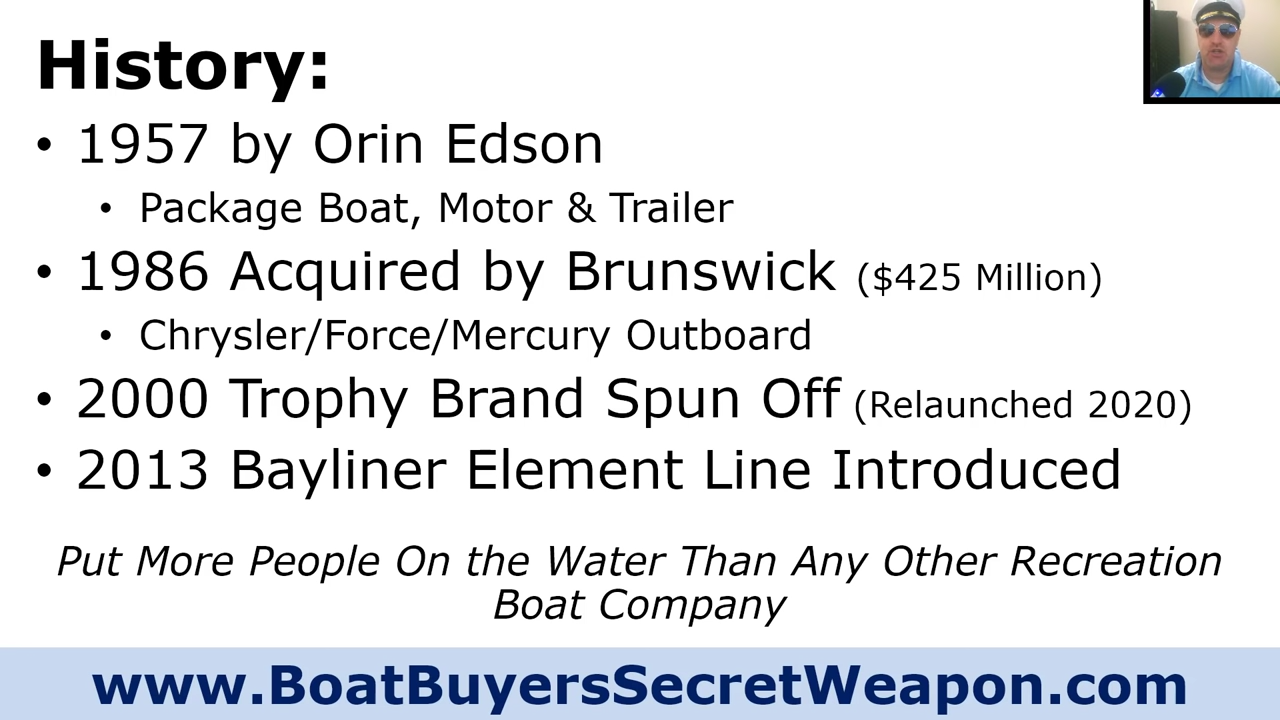 History:
• 1957 by Orin Edson
• Package Boat, Motor & Trailer
• 1986 Acquired by Brunswick ($425 Million)
• Chrysler/Force/Mercury Outboard
• 2000 Trophy Brand Spun Off (Relaunched 2020)
• 2013 Bayliner Element Line Introduced
Put More People On the Water Than Any Other Recreation
Boat Company
www.BoatBuyersSecretWeapon.com